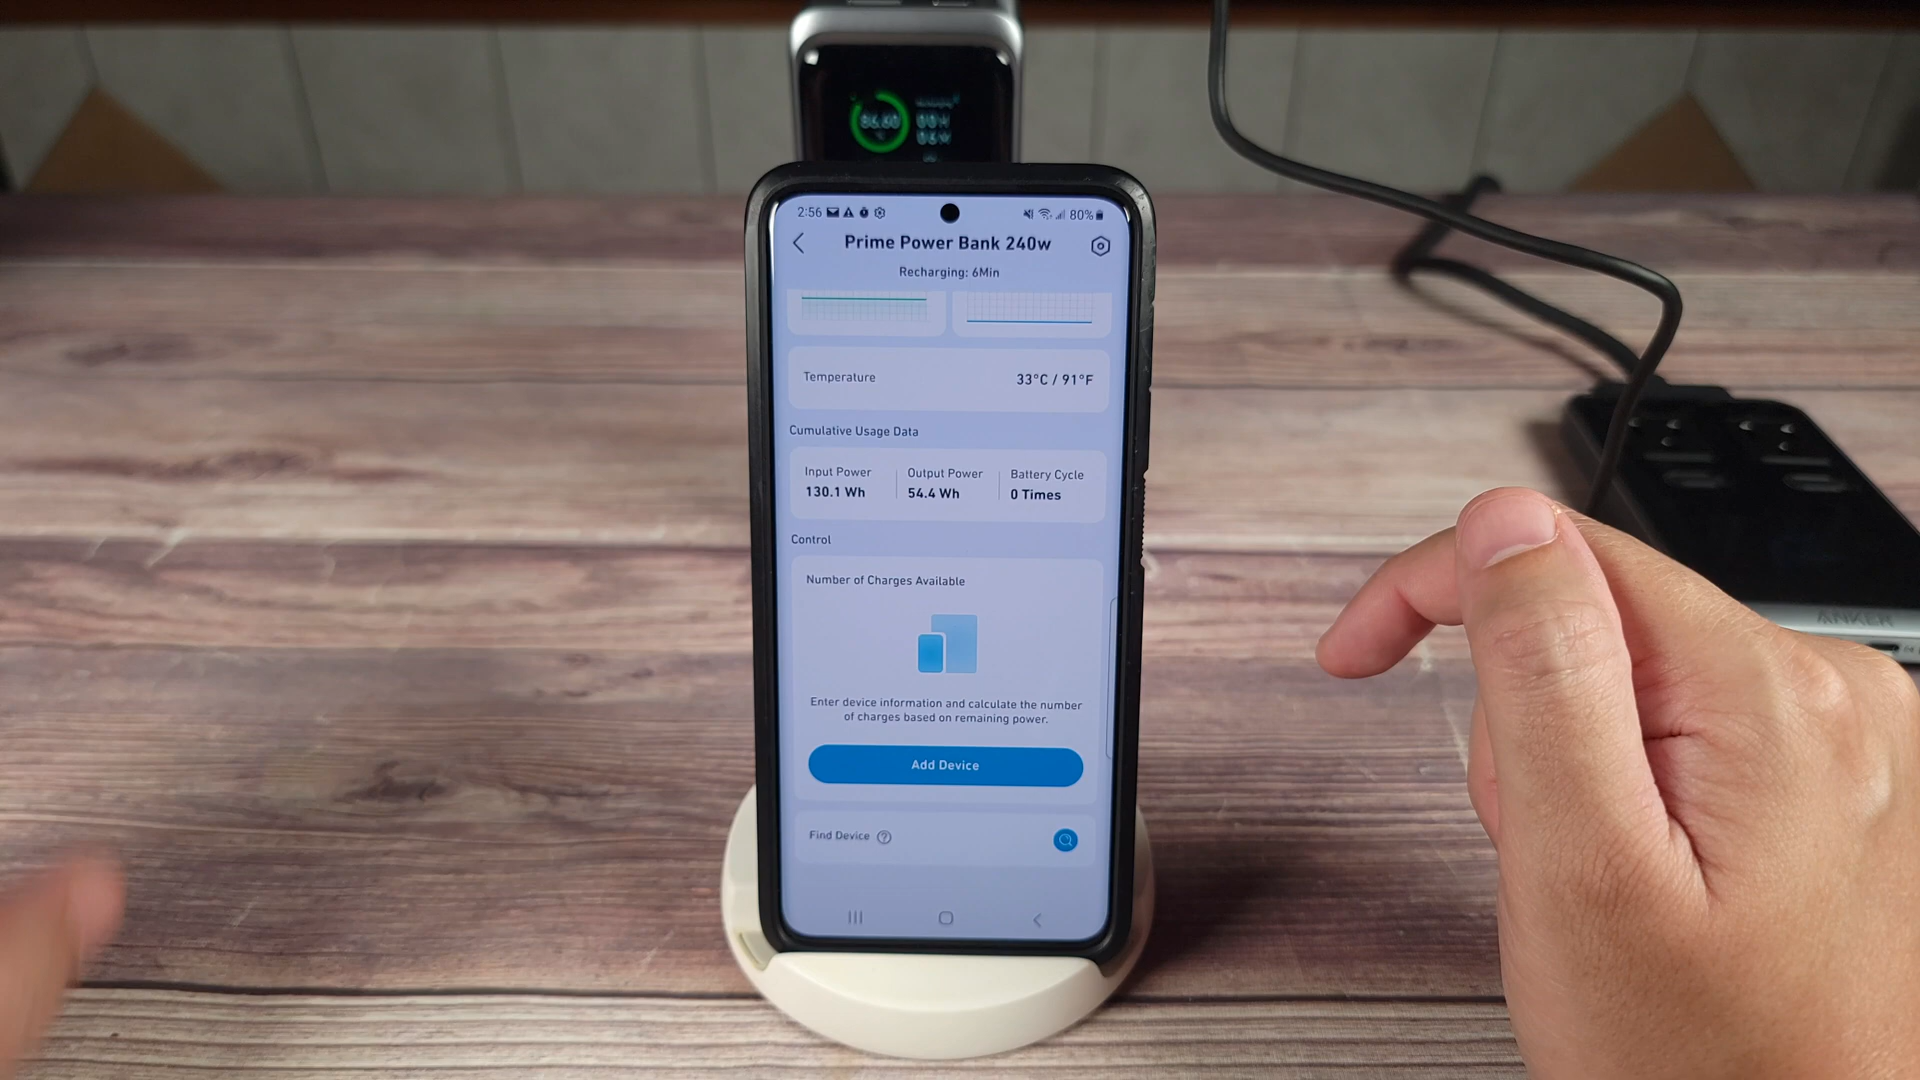 2:56
80%
Prime Power Bank 240w
Recharging: 6Min
Temperature
33°C / 91°F
Cumulative Usage Data
Input Power
Output Power
Battery Cycle
130.1 Wh
54.4 Wh
0 Times
Control
Number of Charges Available
Enter device information and calculate the number
of charges based on remaining power.
Add Device
Find Device
ANKER